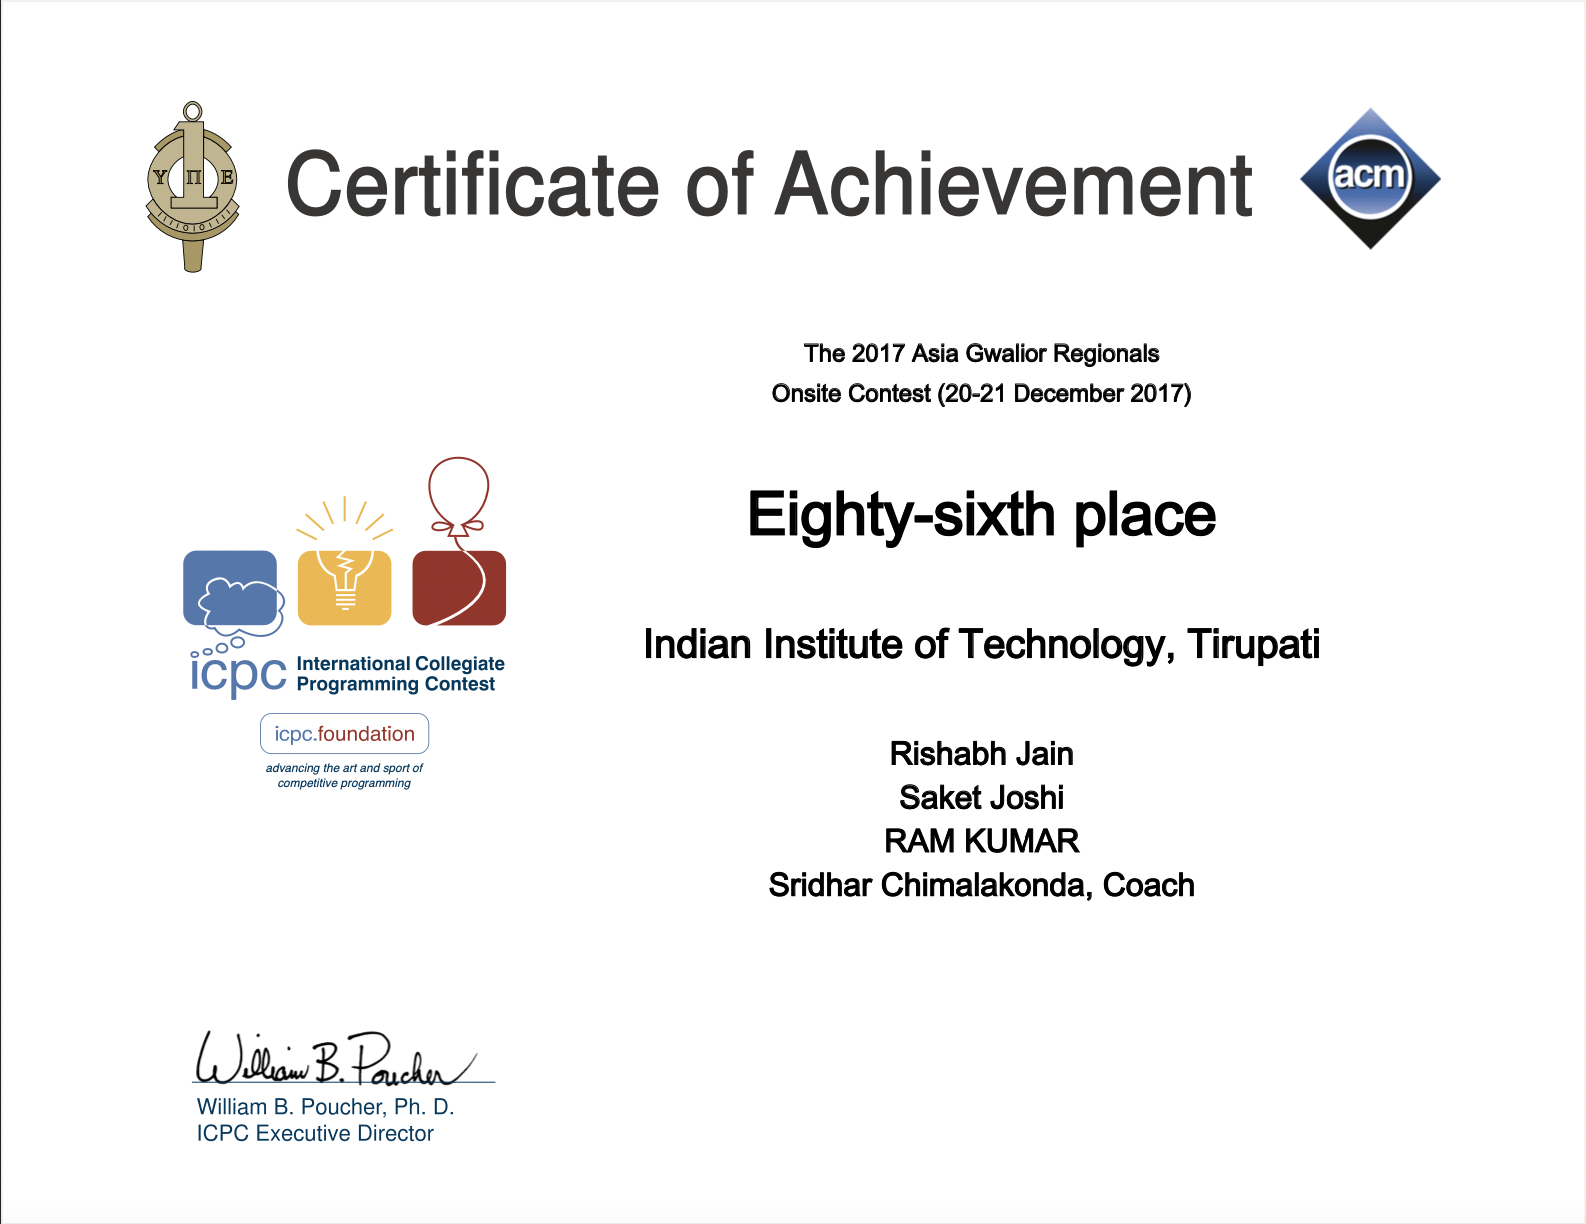 Certificate of Achievement
Υ Π Ε
acm
The 2017 Asia Gwalior Regionals
Onsite Contest (20-21 December 2017)
Eighty-sixth place
Indian Institute of Technology, Tirupati
Rishabh Jain
Saket Joshi
RAM KUMAR
Sridhar Chimalakonda, Coach
icpc International Collegiate
Programming Contest
icpc.foundation
advancing the art and sport of
competitive programming
William B. Poucher
William B. Poucher, Ph. D.
ICPC Executive Director